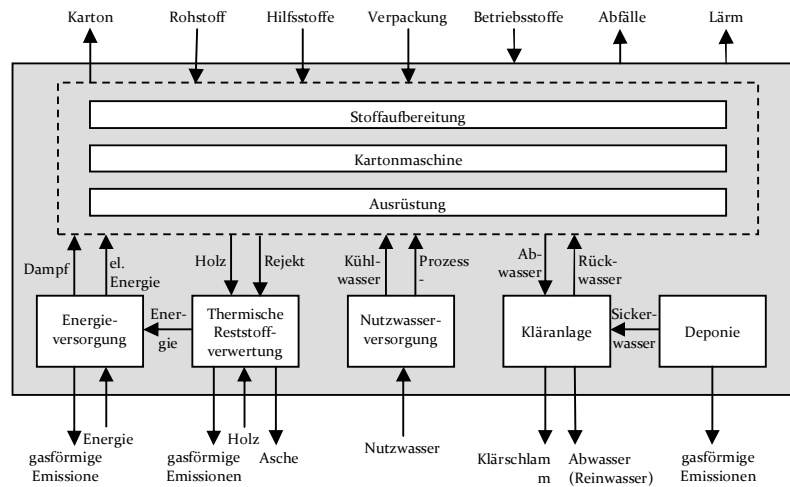 Karton Rohstoff Hilfsstoffe Verpackung Betriebsstoffe Abfälle Lärm
Stoffaufbereitung
Kartonmaschine
Ausrüstung
Dampf
el.
Energie
Holz
Rejekt
Kühl-
wasser
Prozess
-
Ab-
wasser
Rück-
wasser
Energie-
versorgung
Ener-
gie
Thermische
Reststoff-
verwertung
Nutzwasser-
versorgung
Kläranlage
Sicker-
wasser
Deponie
Energie
gasförmige
Emissione
Holz
gasförmige
Emissionen
Asche
Nutzwasser
Klärschlam
m
Abwasser
(Reinwasser)
gasförmige
Emissionen